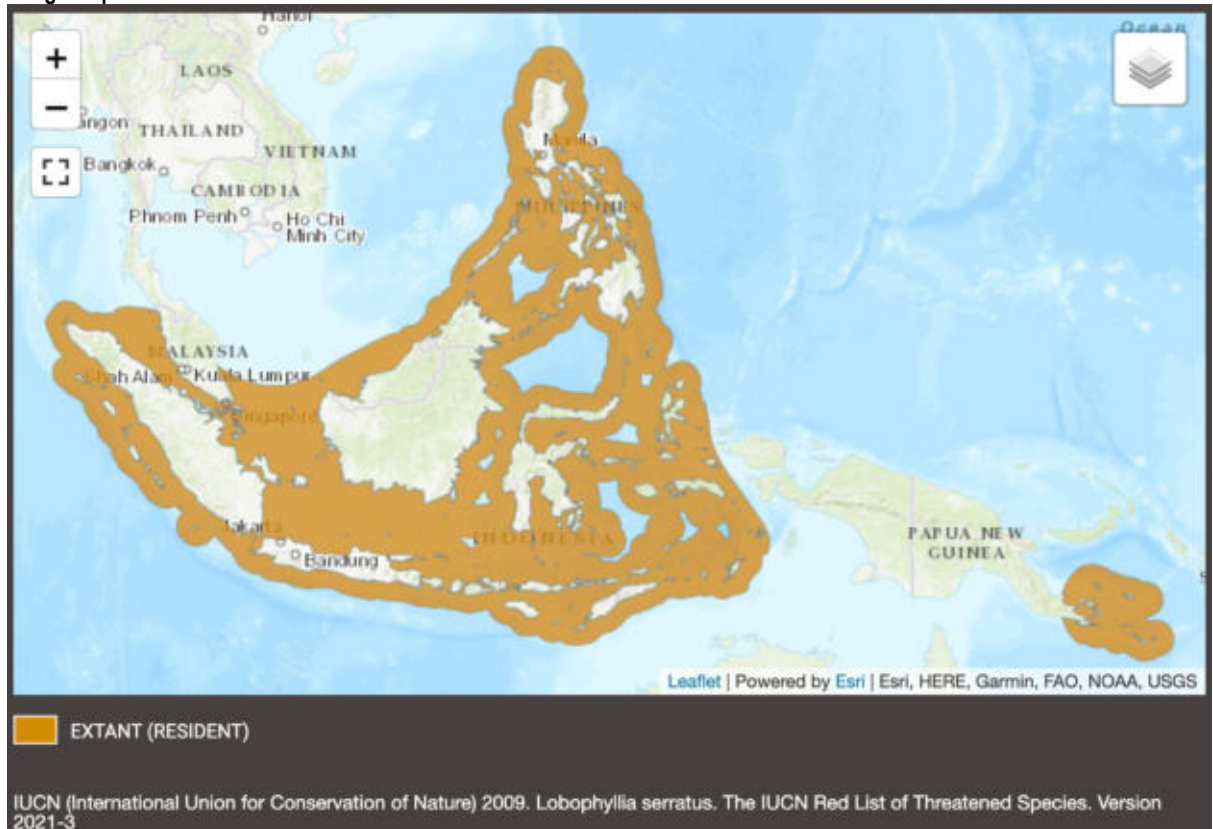 Hanoi
Ocean
+
LAOS
−
angon
THAILAND
VIETNAM
Bangkok
CAMBODIA
Phnom Penh
Ho Chi
Minh City
Manila
PHILIPPINES
MALAYSIA
Shah Alam
Kuala Lumpur
Singapore
Jakarta
INDONESIA
Bandung
PAPUA NEW
GUINEA
Leaflet | Powered by Esri | Esri, HERE, Garmin, FAO, NOAA, USGS
EXTANT (RESIDENT)
IUCN (International Union for Conservation of Nature) 2009. Lobophyllia serratus. The IUCN Red List of Threatened Species. Version
2021-3